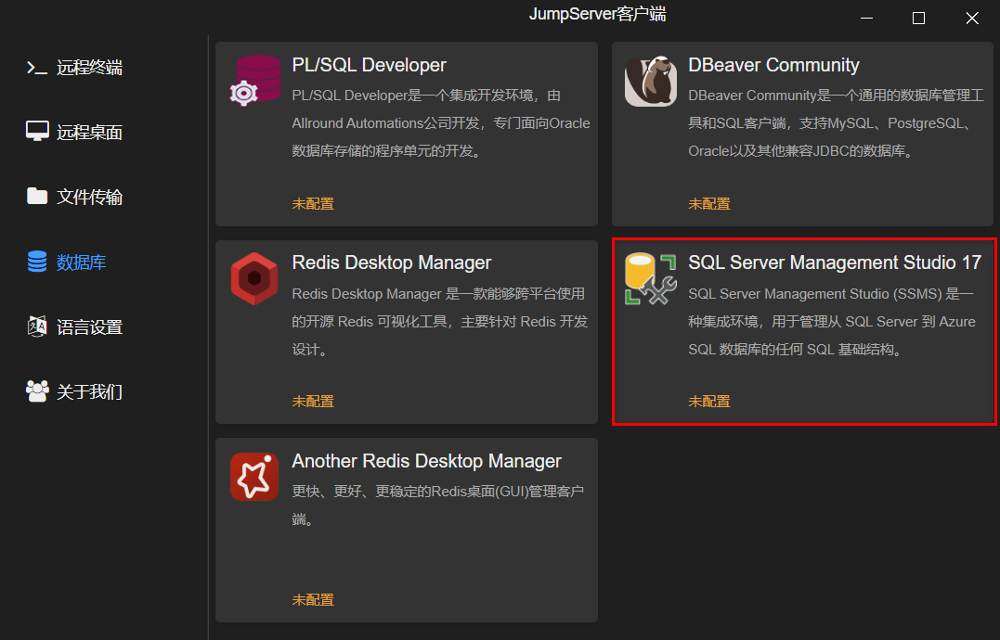 JumpServer客户端
远程终端
远程桌面
文件传输
数据库
语言设置
关于我们
PL/SQL Developer
PL/SQL Developer是一个集成开发环境，由
Allround Automations公司开发，专门面向Oracle
数据库存储的程序单元的开发。
未配置
DBeaver Community
DBeaver Community是一个通用的数据库管理工
具和SQL客户端，支持MySQL、PostgreSQL、
Oracle以及其他兼容JDBC的数据库。
未配置
Redis Desktop Manager
Redis Desktop Manager 是一款能够跨平台使用
的开源 Redis 可视化工具，主要针对 Redis 开发
设计。
未配置
SQL Server Management Studio 17
SQL Server Management Studio (SSMS) 是一
种集成环境，用于管理从 SQL Server 到 Azure
SQL 数据库的任何 SQL 基础结构。
未配置
Another Redis Desktop Manager
更快、更好、更稳定的Redis桌面(GUI)管理客户
端。
未配置